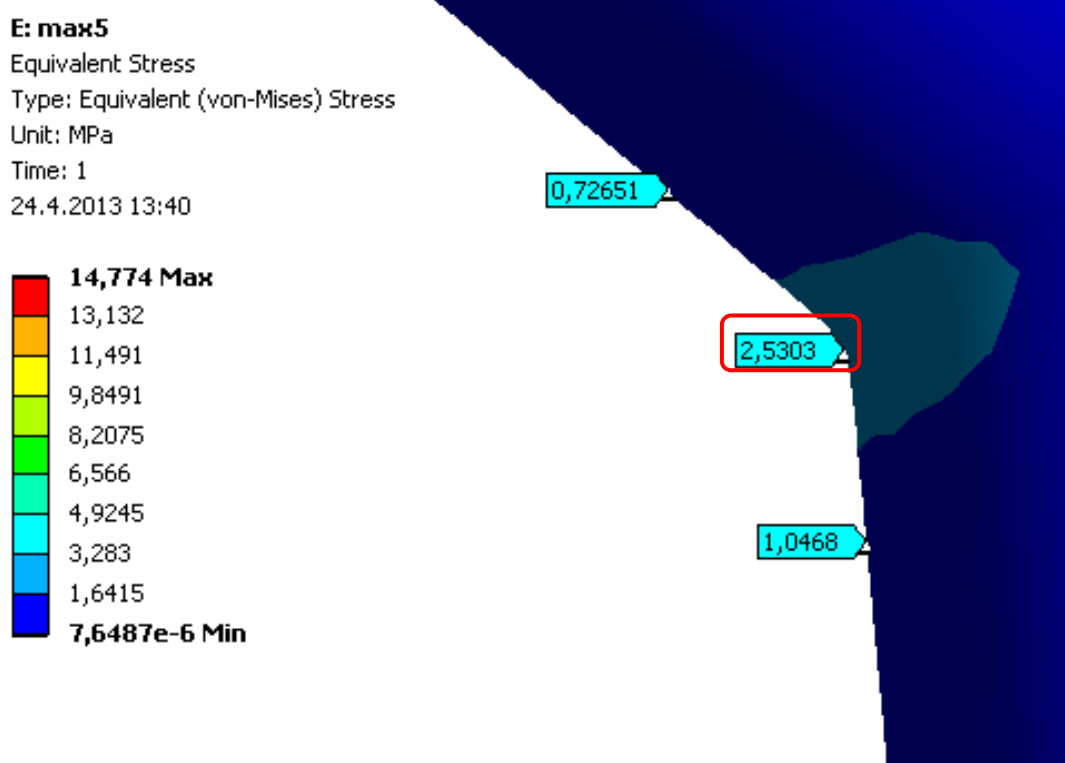 E: max5
Equivalent Stress
Type: Equivalent (von-Mises) Stress
Unit: MPa
Time: 1
24.4.2013 13:40
14,774 Max
13,132
11,491
9,8491
8,2075
6,566
4,9245
3,283
1,6415
7,6487e-6 Min
0,72651
2,5303
1,0468